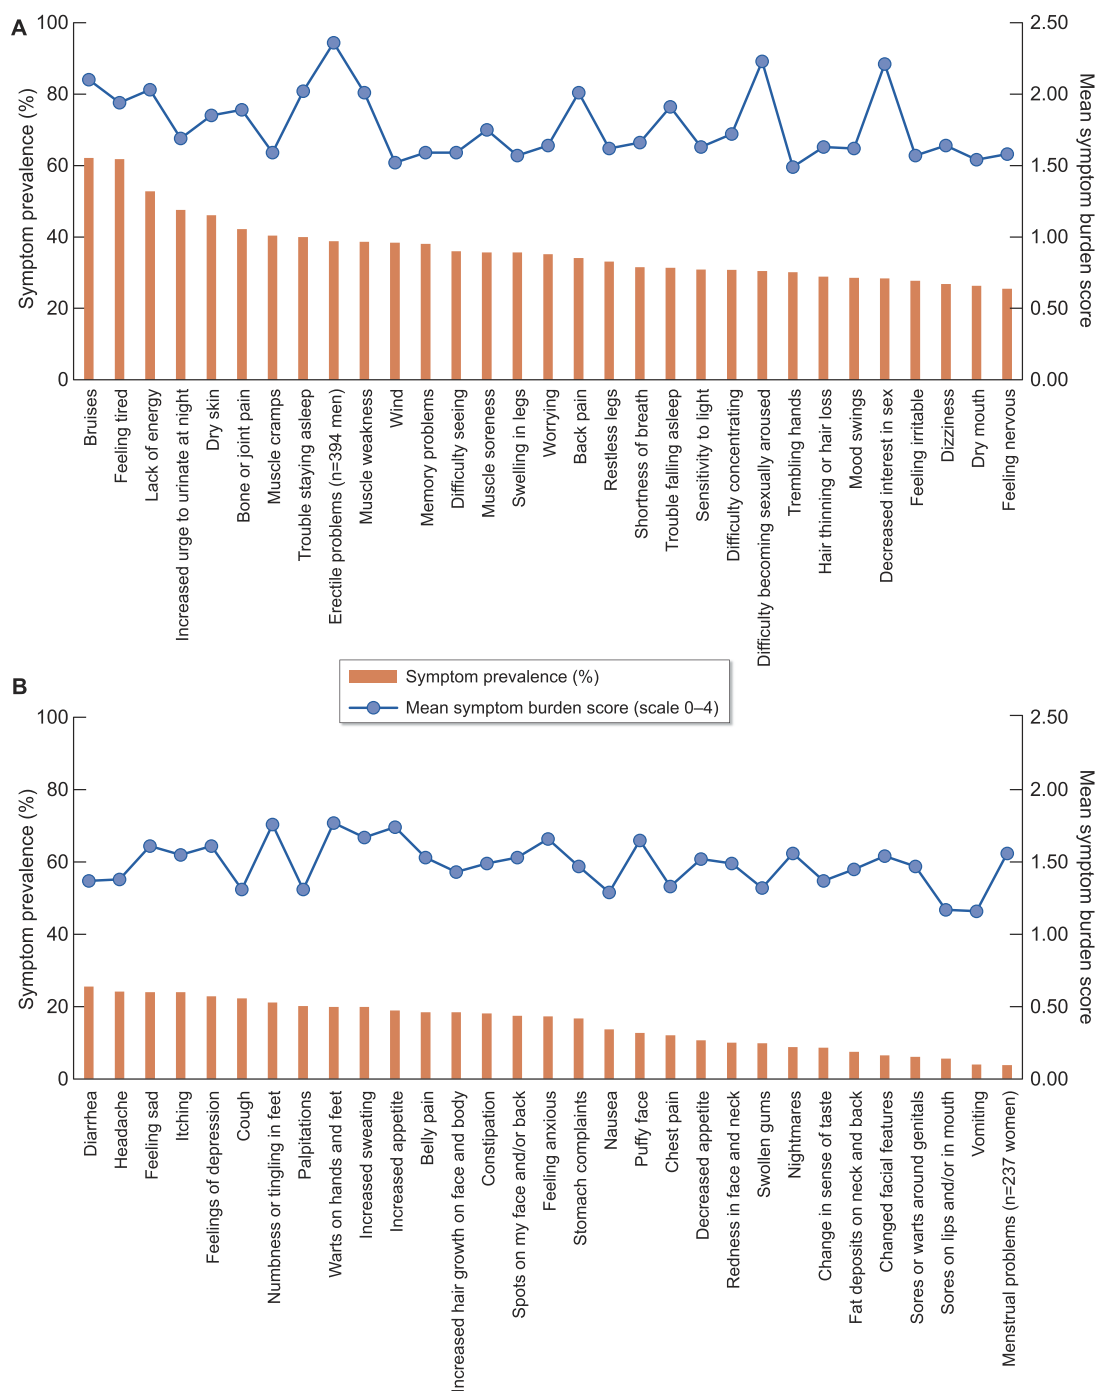 A
100
80
60
40
20
0
Symptom prevalence (%)
2.50
2.00
1.50
1.00
0.50
0.00
Mean symptom burden score
Bruises
Feeling tired
Lack of energy
Increased urge to urinate at night
Dry skin
Bone or joint pain
Muscle cramps
Trouble staying asleep
Erectile problems (n=394 men)
Muscle weakness
Wind
Memory problems
Difficulty seeing
Muscle soreness
Swelling in legs
Worrying
Back pain
Restless legs
Shortness of breath
Trouble falling asleep
Sensitivity to light
Difficulty concentrating
Difficulty becoming sexually aroused
Trembling hands
Hair thinning or hair loss
Mood swings
Decreased interest in sex
Feeling irritable
Dizziness
Dry mouth
Feeling nervous
Symptom prevalence (%)
Mean symptom burden score (scale 0–4)
B
100
80
60
40
20
0
Symptom prevalence (%)
2.50
2.00
1.50
1.00
0.50
0.00
Mean symptom burden score
Diarrhea
Headache
Feeling sad
Itching
Feelings of depression
Cough
Numbness or tingling in feet
Palpitations
Warts on hands and feet
Increased sweating
Increased appetite
Belly pain
Increased hair growth on face and body
Constipation
Spots on my face and/or back
Feeling anxious
Stomach complaints
Nausea
Puffy face
Chest pain
Decreased appetite
Redness in face and neck
Swollen gums
Nightmares
Change in sense of taste
Fat deposits on neck and back
Changed facial features
Sores or warts around genitals
Sores on lips and/or in mouth
Vomiting
Menstrual problems (n=237 women)